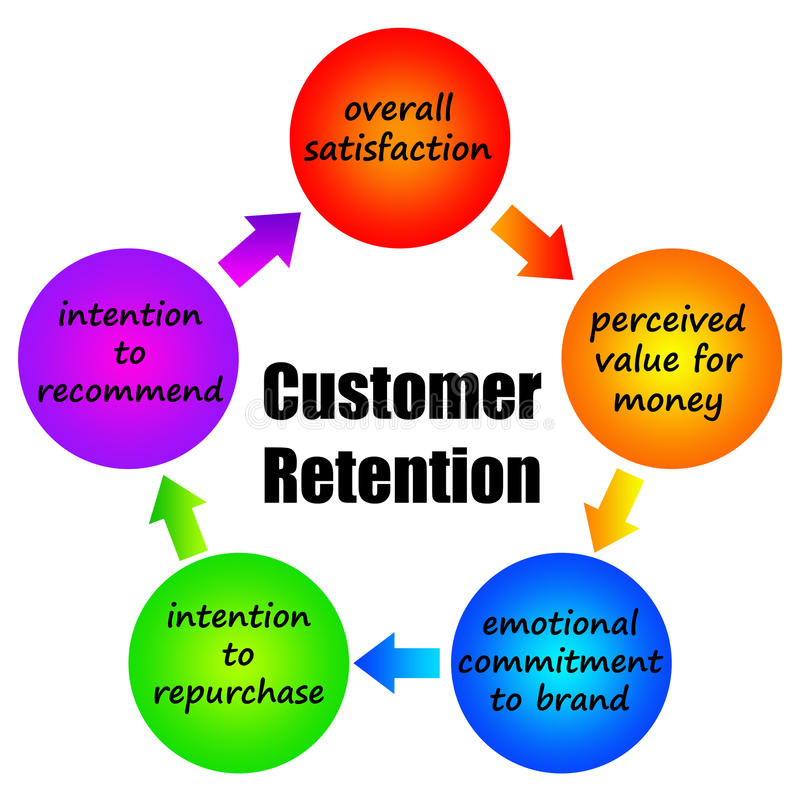 overall
satisfaction
perceived
value for
money
emotional
commitment
to brand
intention
to
repurchase
intention
to
recommend
Customer
Retention